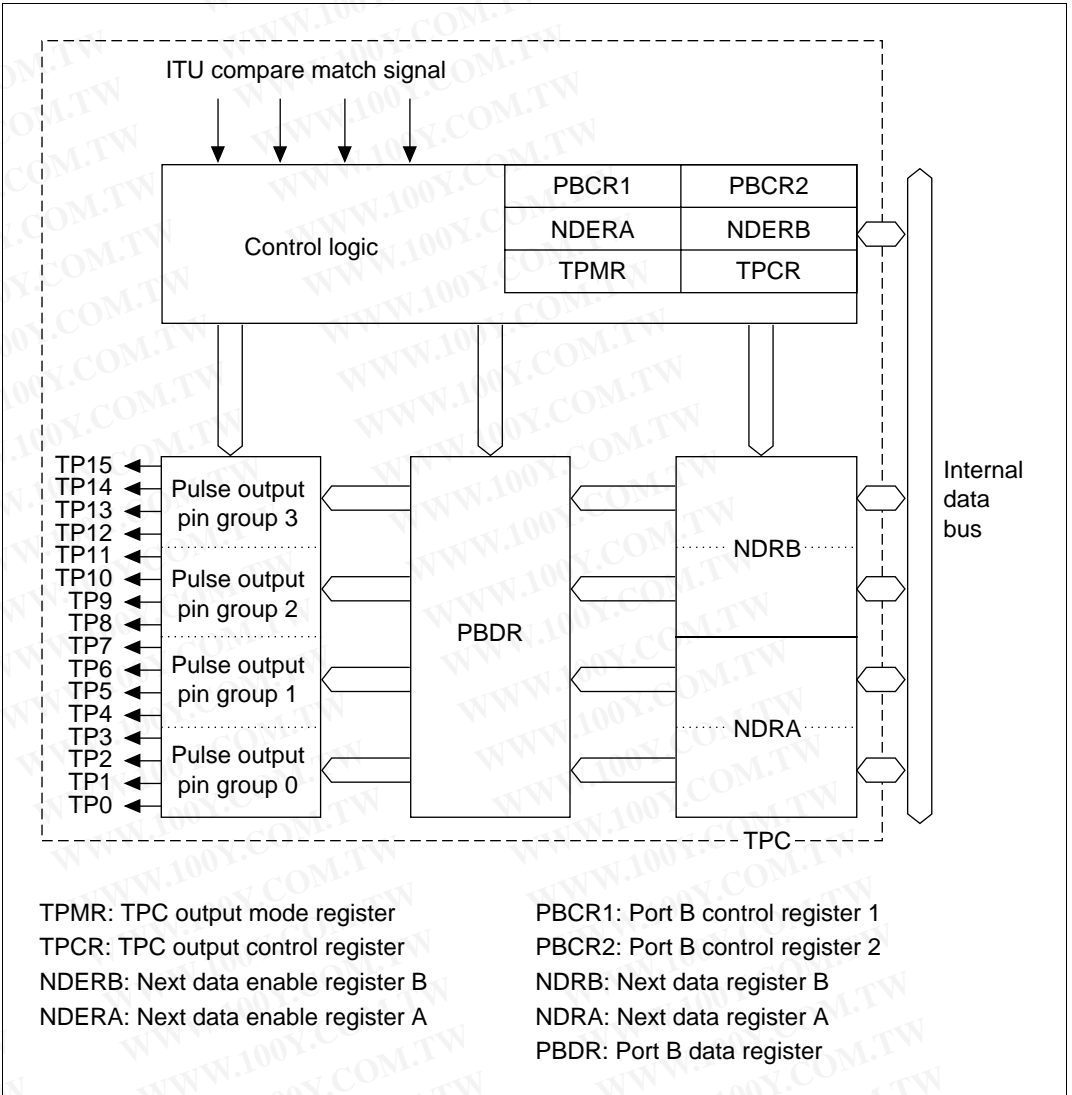 ITU compare match signal
PBCR1 PBCR2
NDERA NDERB
TPMR TPCR
Control logic
TP15
TP14
TP13
TP12
TP11
TP10
TP9
TP8
TP7
TP6
TP5
TP4
TP3
TP2
TP1
TP0
Pulse output
pin group 3
Pulse output
pin group 2
Pulse output
pin group 1
Pulse output
pin group 0
PBDR
NDRB
NDRA
Internal
data
bus
TPC
TPMR: TPC output mode register
TPCR: TPC output control register
NDERB: Next data enable register B
NDERA: Next data enable register A
PBCR1: Port B control register 1
PBCR2: Port B control register 2
NDRB: Next data register B
NDRA: Next data register A
PBDR: Port B data register
WWW.100Y.COM.TW